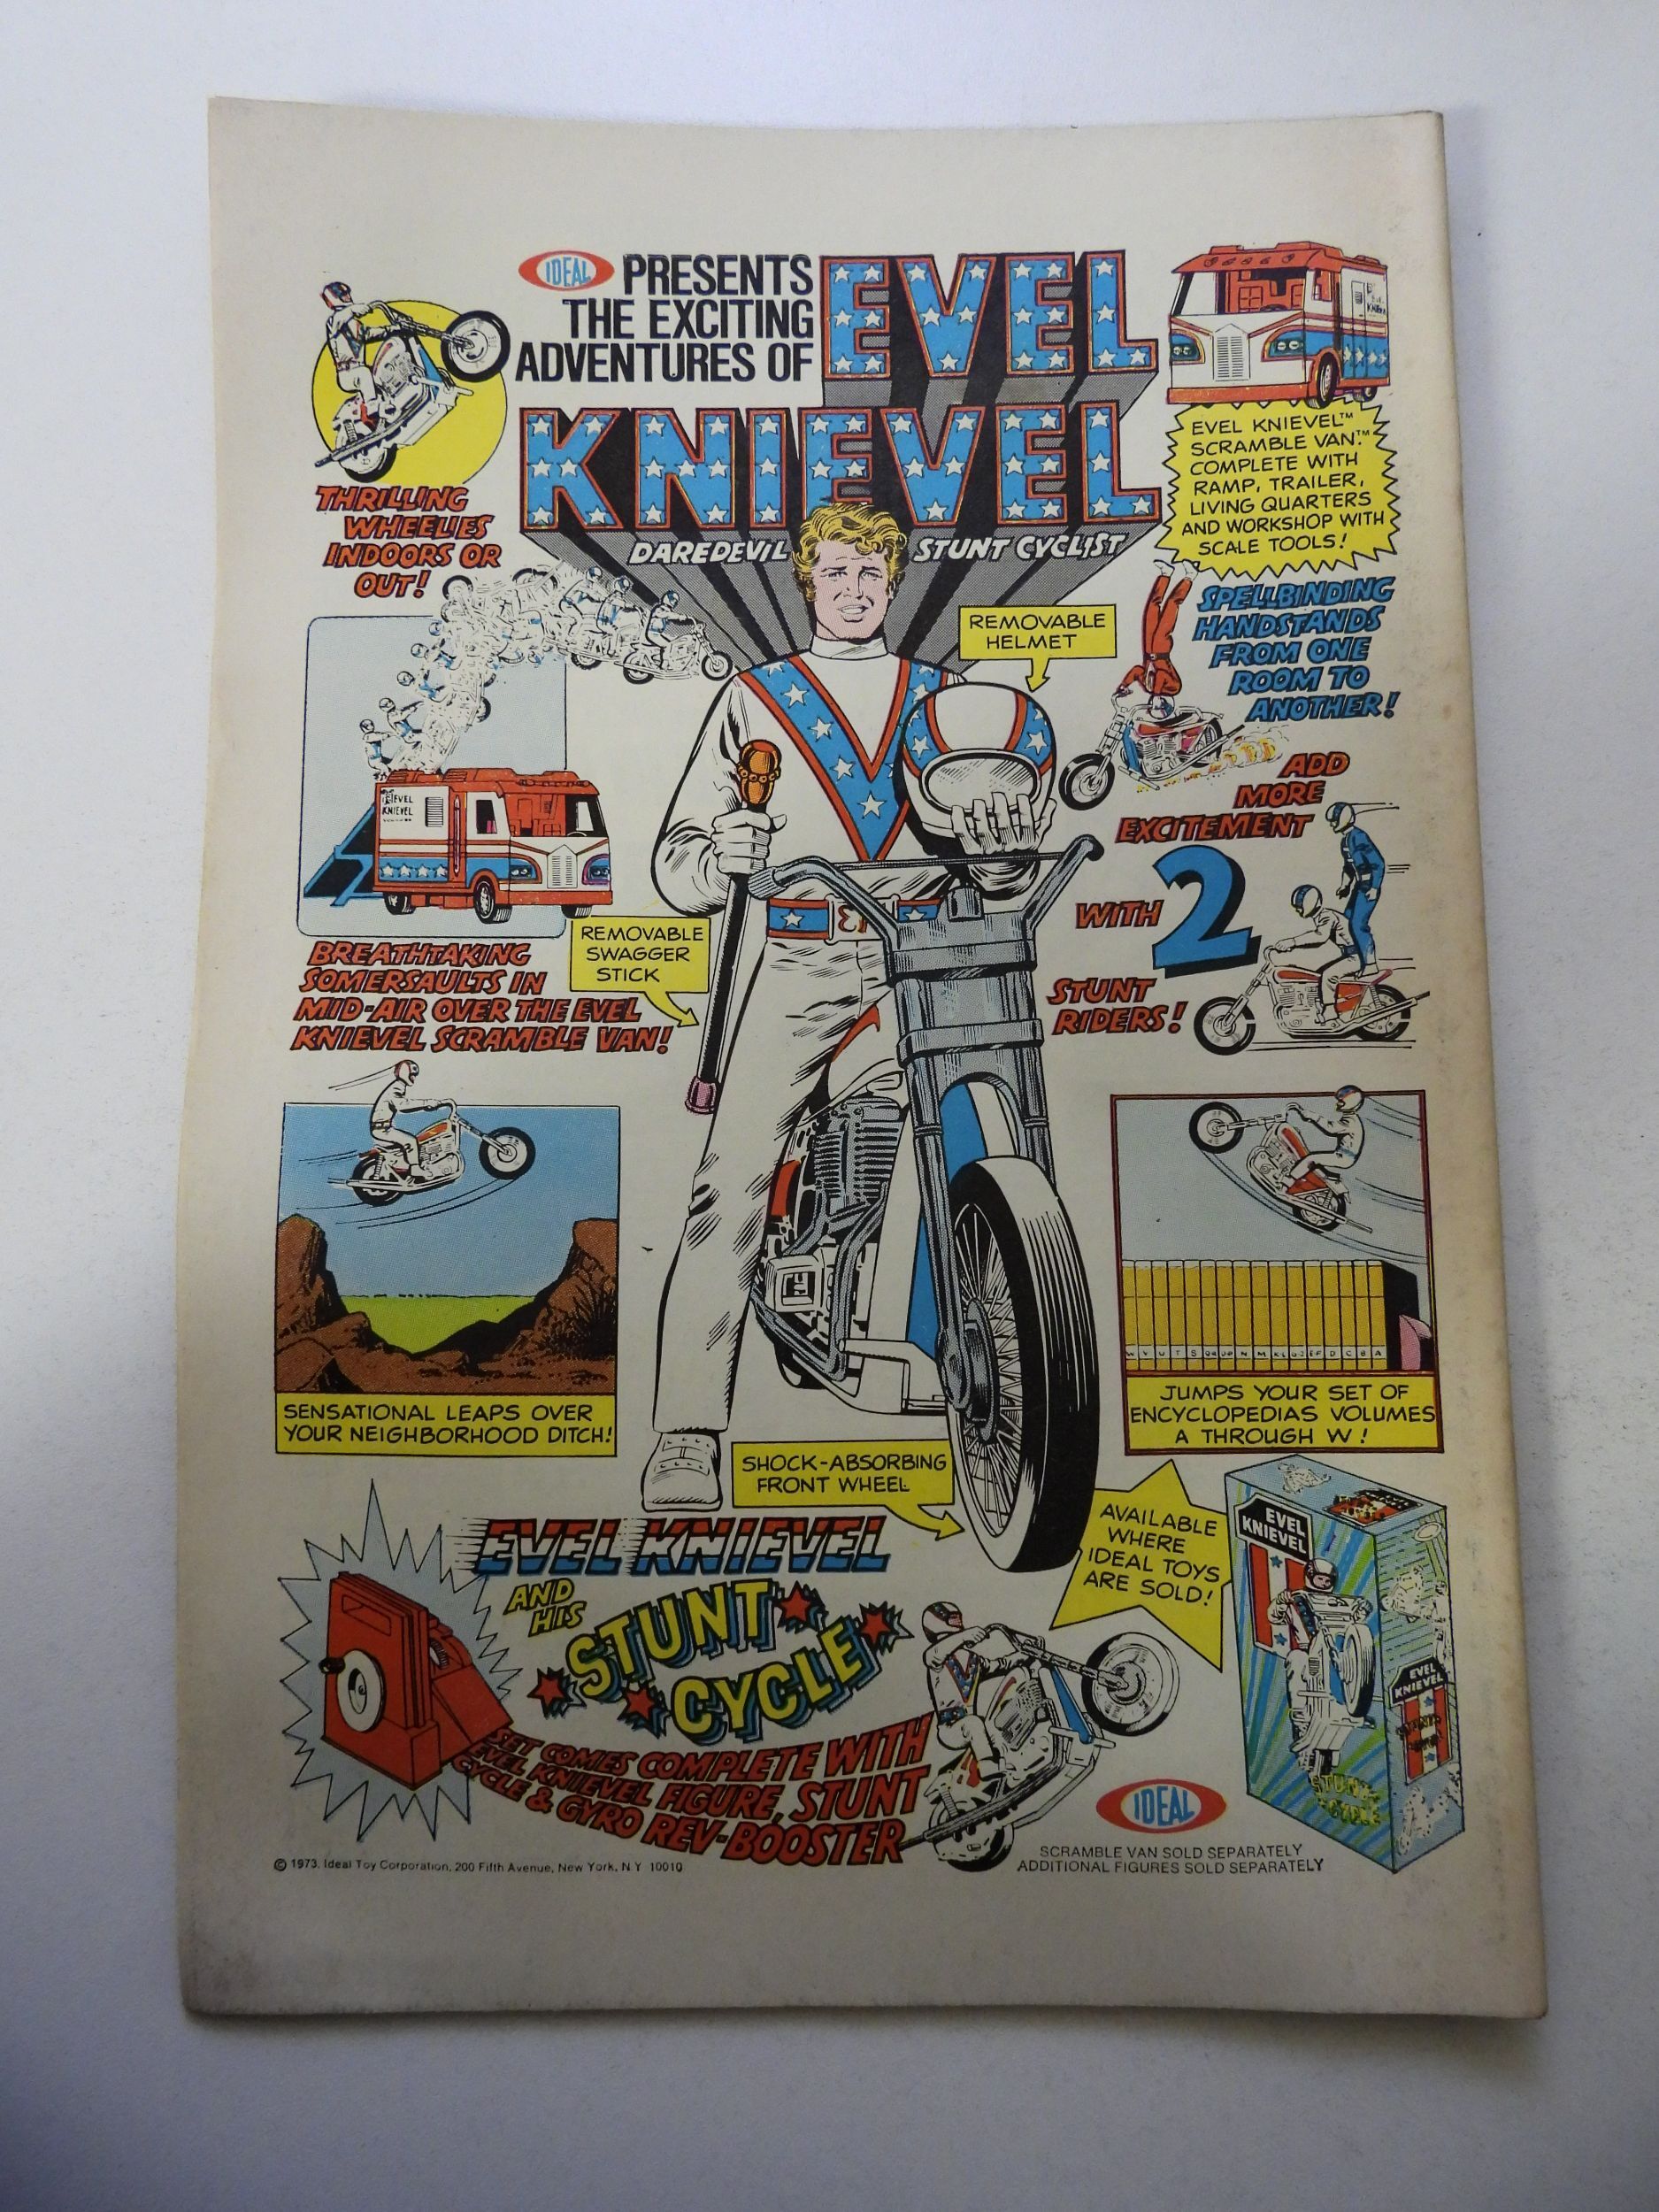 IDEAL PRESENTS
THE EXCITING
ADVENTURES OF
EVEL
KNIEVEL
DAREDEVIL STUNT CYCLIST
THRILLING
WHEELIES
INDOORS OR
OUT!
EVEL KNIEVEL™
SCRAMBLE VAN.™
COMPLETE WITH
RAMP, TRAILER,
LIVING QUARTERS
AND WORKSHOP WITH
SCALE TOOLS!
REMOVABLE
HELMET
SPELLBINDING
HANDSTANDS
FROM ONE
ROOM TO
ANOTHER!
EVEL
KNIEVEL
ADD
MORE
EXCITEMENT
WITH 2
STUNT
RIDERS!
REMOVABLE
SWAGGER
STICK
BREATHTAKING
SOMERSAULTS IN
MID-AIR OVER THE EVEL
KNIEVEL SCRAMBLE VAN!
SENSATIONAL LEAPS OVER
YOUR NEIGHBORHOOD DITCH!
JUMPS YOUR SET OF
ENCYCLOPEDIAS VOLUMES
A THROUGH W!
SHOCK-ABSORBING
FRONT WHEEL
AVAILABLE
WHERE
IDEAL TOYS
ARE SOLD!
EVEL
KNIEVEL
EVEL
KNIEVEL
STUNT
CYCLE
EVEL KNIEVEL
AND
HIS
STUNT
CYCLE
SET COMES COMPLETE WITH
EVEL KNIEVEL FIGURE, STUNT
CYCLE & GYRO REV-BOOSTER
IDEAL
SCRAMBLE VAN SOLD SEPARATELY
ADDITIONAL FIGURES SOLD SEPARATELY
© 1973, Ideal Toy Corporation, 200 Fifth Avenue, New York, N.Y. 10010